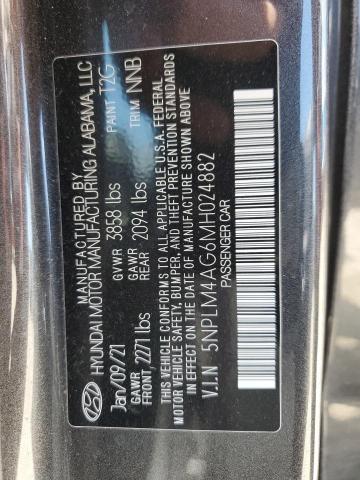 MANUFACTURED BY
HYUNDAI MOTOR MANUFACTURING ALABAMA, LLC
Jan/09/21 GVWR 3858 lbs PAINT T2G
GAWR FRONT, 2271 lbs GAWR REAR 2094 lbs TRIM NNB
THIS VEHICLE CONFORMS TO ALL APPLICABLE U.S.A. FEDERAL
MOTOR VEHICLE SAFETY, BUMPER, AND THEFT PREVENTION STANDARDS
IN EFFECT ON THE DATE OF MANUFACTURE SHOWN ABOVE.
V.I.N 5NPLM4AG6MH024882
PASSENGER CAR